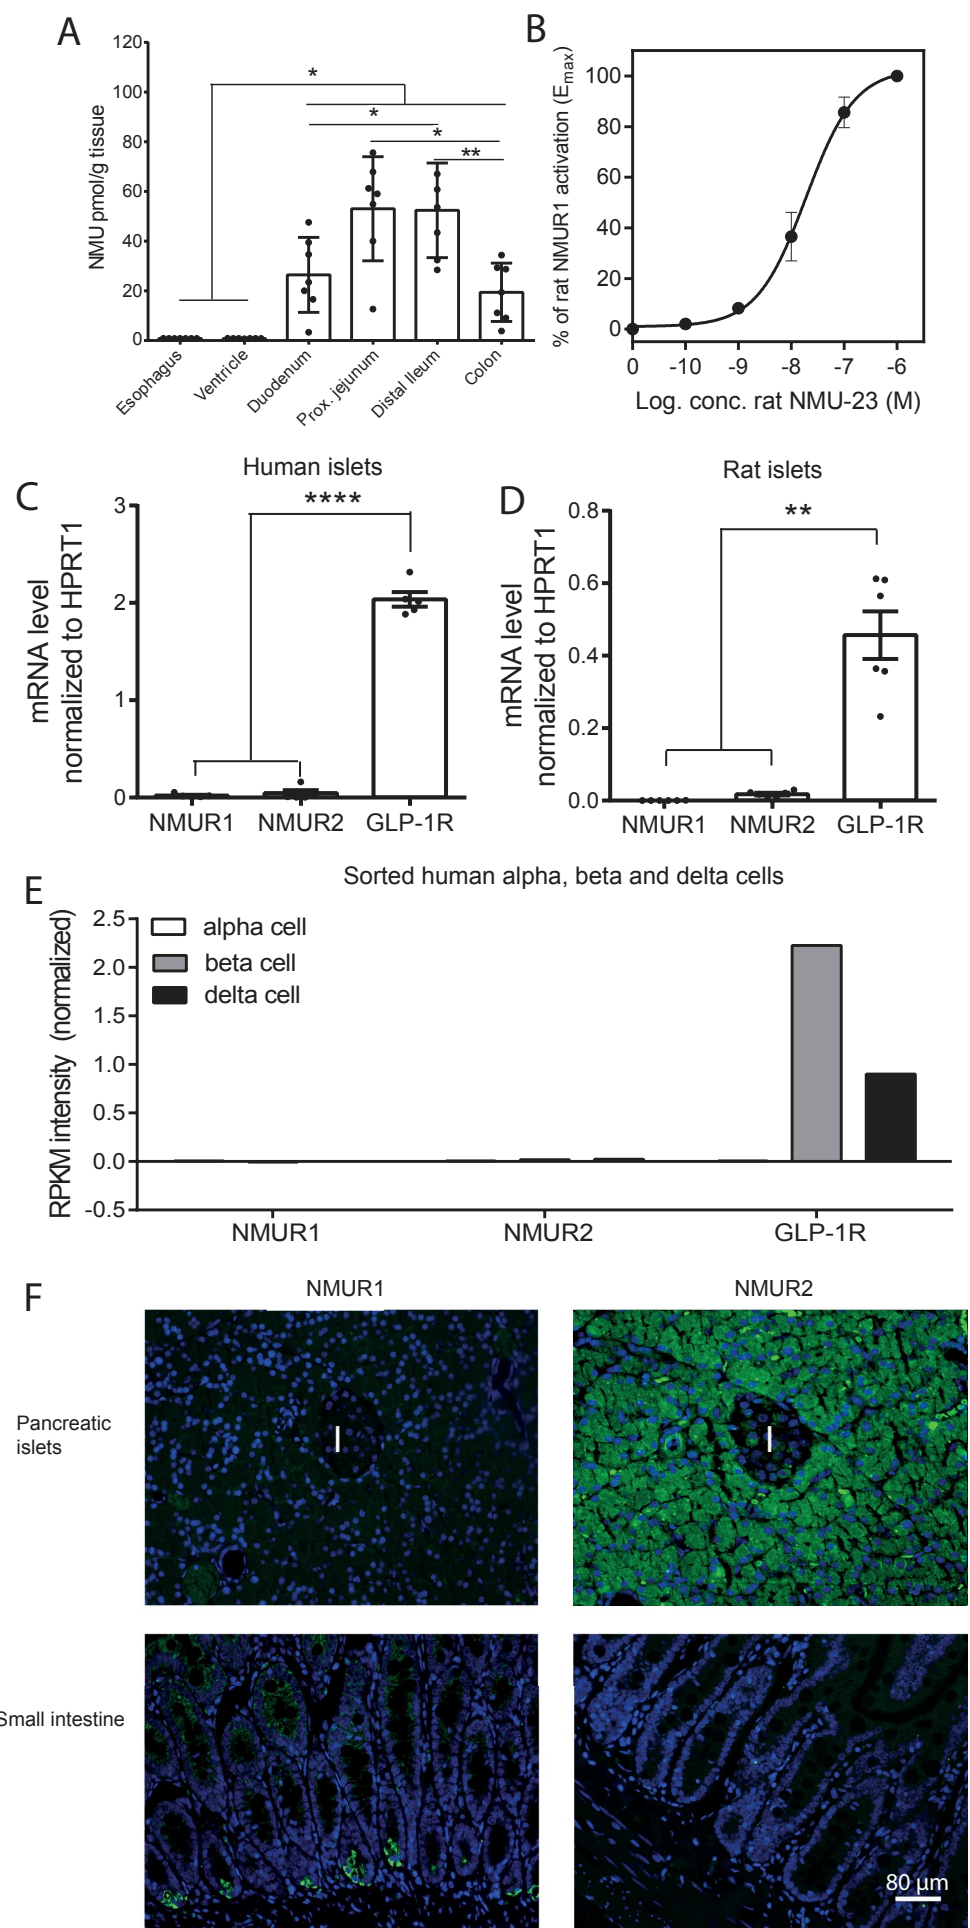 A
NMU pmol/g tissue
120
100
80
60
40
20
0
*
*
*
**
Esophagus
Ventricle
Duodenum
Prox. jejunum
Distal Ileum
Colon
B
% of rat NMUR1 activation (Emax)
100
80
60
40
20
0
0 -10 -9 -8 -7 -6
Log. conc. rat NMU-23 (M)
C
Human islets
mRNA level
normalized to HPRT1
3
2
1
0
****
NMUR1 NMUR2 GLP-1R
D
Rat islets
mRNA level
normalized to HPRT1
0.8
0.6
0.4
0.2
0.0
**
NMUR1 NMUR2 GLP-1R
E
Sorted human alpha, beta and delta cells
RPKM intensity (normalized)
2.5
2.0
1.5
1.0
0.5
0.0
-0.5
alpha cell
beta cell
delta cell
NMUR1 NMUR2 GLP-1R
F
NMUR1 NMUR2
Pancreatic
islets
I I
Small intestine
80 µm